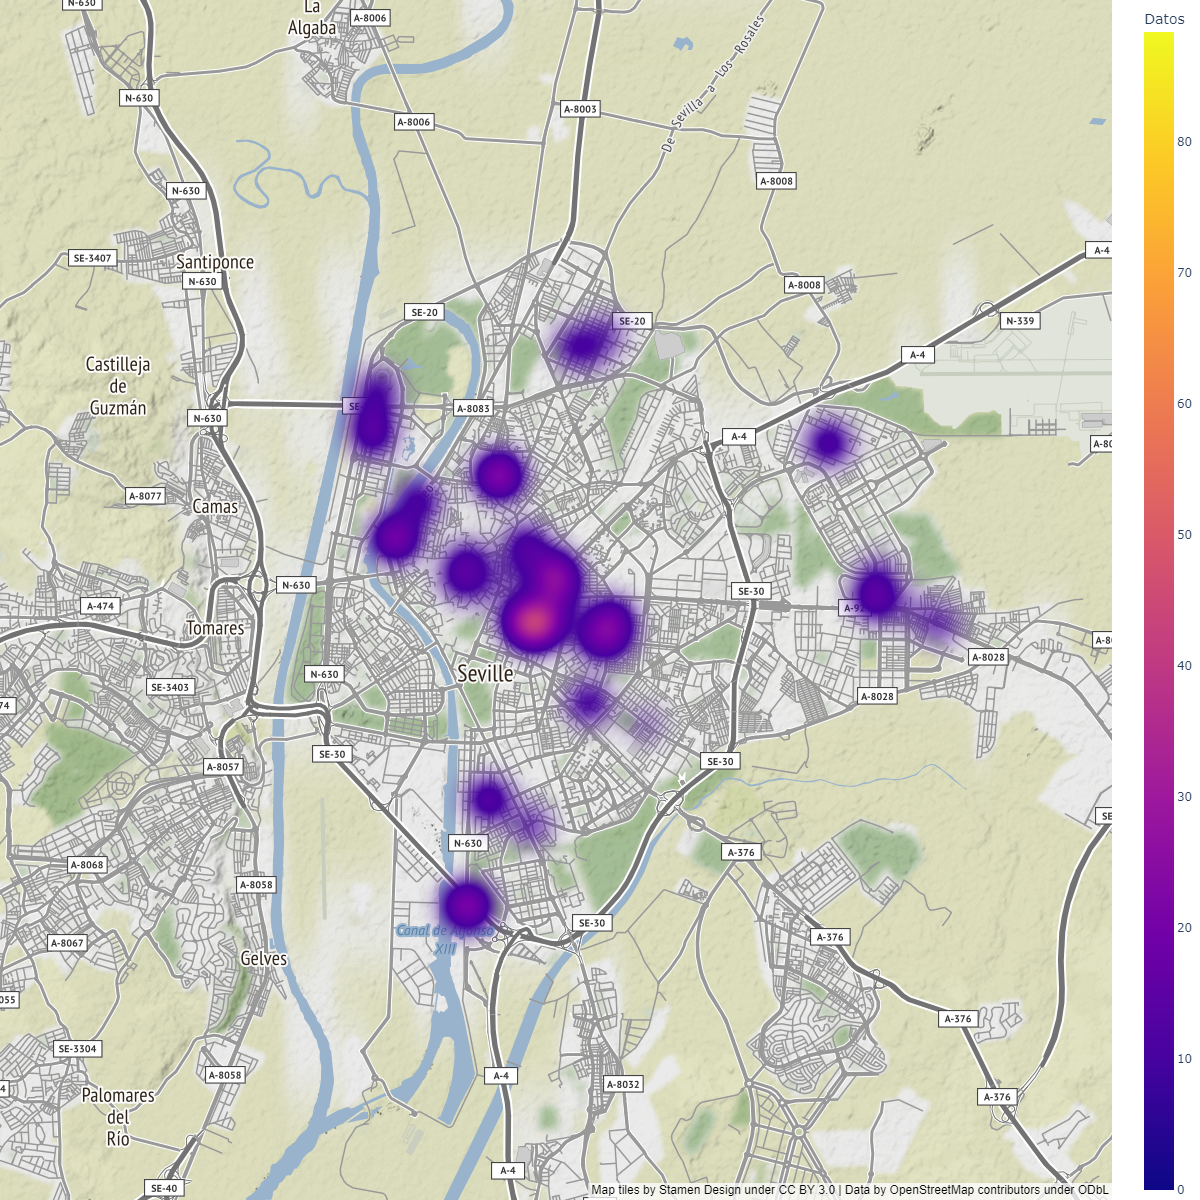 N-630
La
Algaba
A-8006
Datos
N-630
A-8003
A-8006
De Sevilla a Los Rosales
80
A-8008
N-630
SE-3407
Santiponce
A-4
N-630
A-8008
70
SE-20
SE-20
N-339
Castilleja
de
Guzmán
A-4
SE-
A-8083
60
N-630
A-4
A-80
A-8077
Camas
50
N-630
SE-30
A-474
A-92
Tomares
A-80
A-8028
40
Seville
N-630
SE-3403
A-8028
74
SE-30
SE-30
A-8057
30
SE
N-630
A-376
A-8068
A-8058
SE-30
20
Canal de Alfonso
XIII
A-376
A-8067
Gelves
055
A-376
SE-3304
10
A-8058
A-4
A-8032
4
Palomares
del
Río
A-376
A-4
SE-40
0
Map tiles by Stamen Design under CC BY 3.0 | Data by OpenStreetMap contributors under ODbL